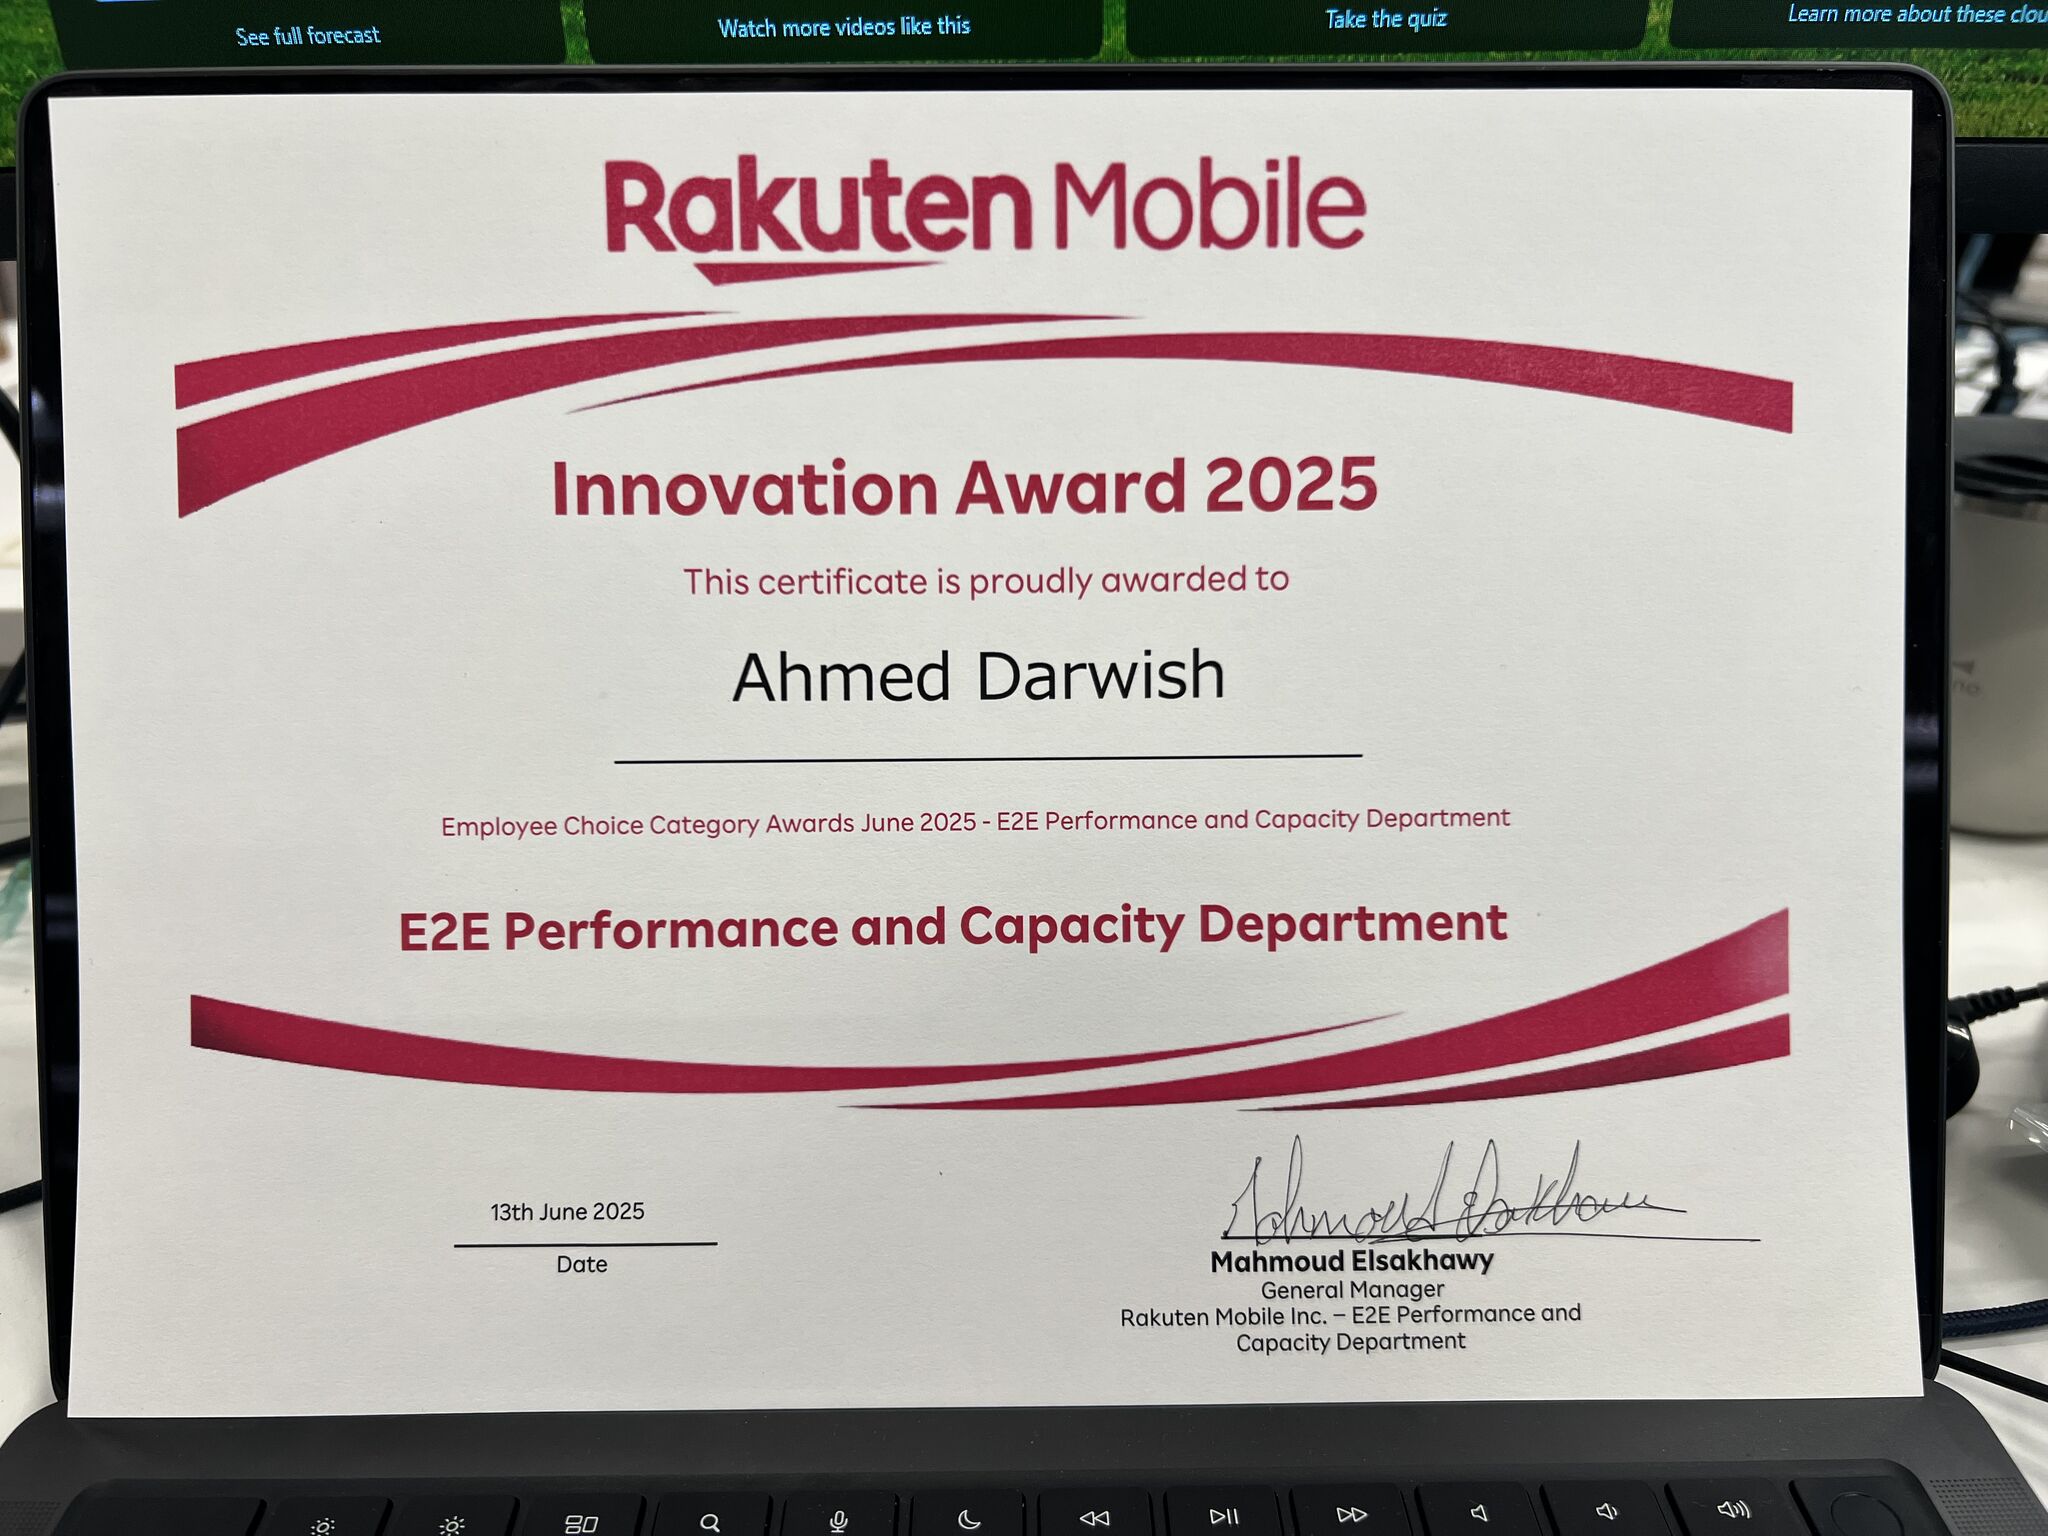 See full forecast
Watch more videos like this
Take the quiz
Learn more about these clou
Rakuten Mobile
Innovation Award 2025
This certificate is proudly awarded to
Ahmed Darwish
Employee Choice Category Awards June 2025 - E2E Performance and Capacity Department
E2E Performance and Capacity Department
13th June 2025
Date
Mahmoud Elsakhawy
General Manager
Rakuten Mobile Inc. – E2E Performance and
Capacity Department